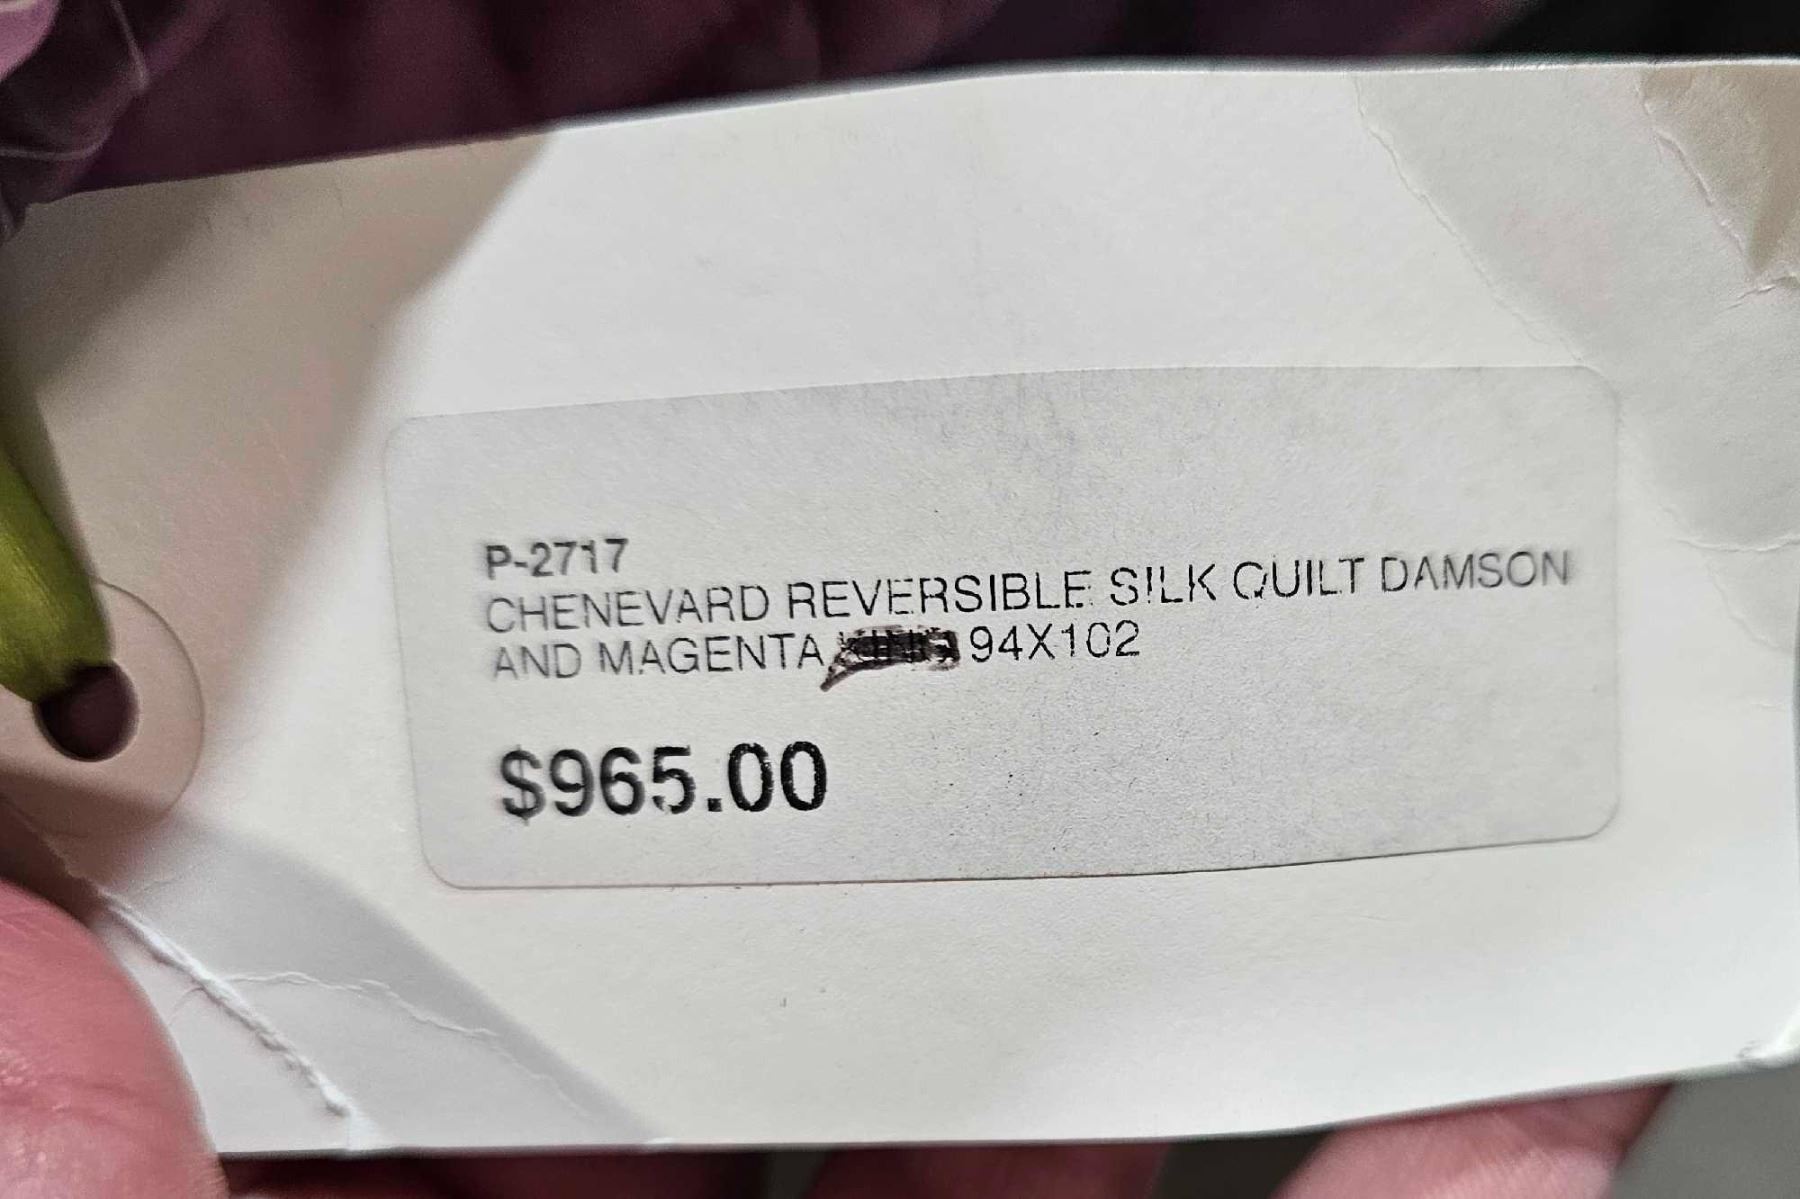 P-2717
CHENEVARD REVERSIBLE SILK QUILT DAMSON
AND MAGENTA 94X102
$965.00